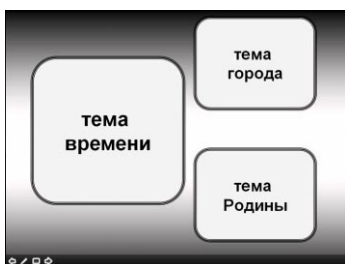 тема
времени
тема
города
тема
Родины